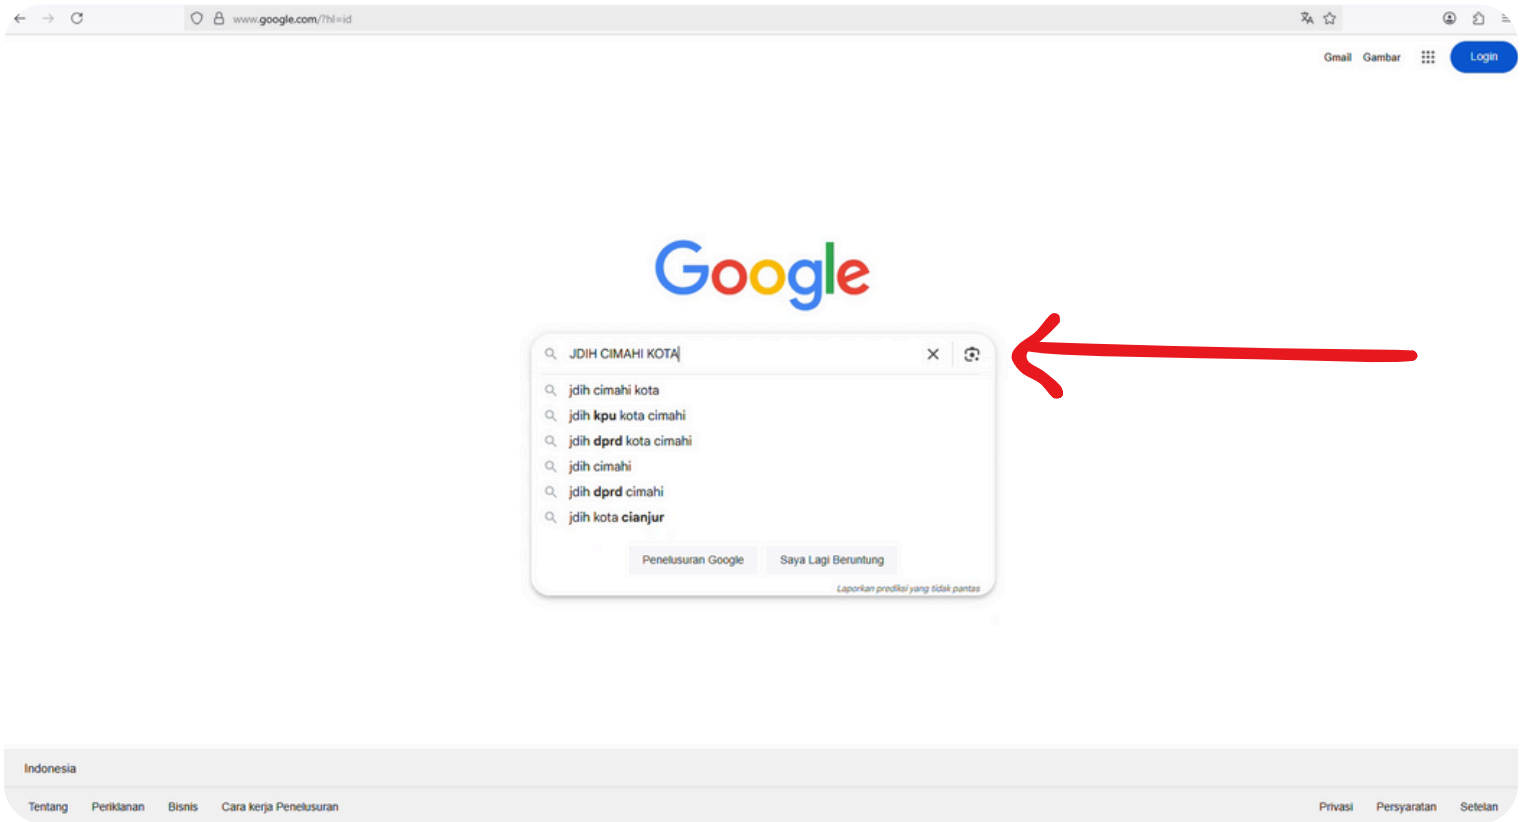 www.google.com/?hl=id
Gmail Gambar Login
Google
JDIH CIMAHI KOTA
jdih cimahi kota
jdih kpu kota cimahi
jdih dprd kota cimahi
jdih cimahi
jdih dprd cimahi
jdih kota cianjur
Penelusuran Google Saya Lagi Beruntung
Laporkan prediksi yang tidak pantas
Indonesia
Tentang Periklanan Bisnis Cara kerja Penelusuran Privasi Persyaratan Setelan